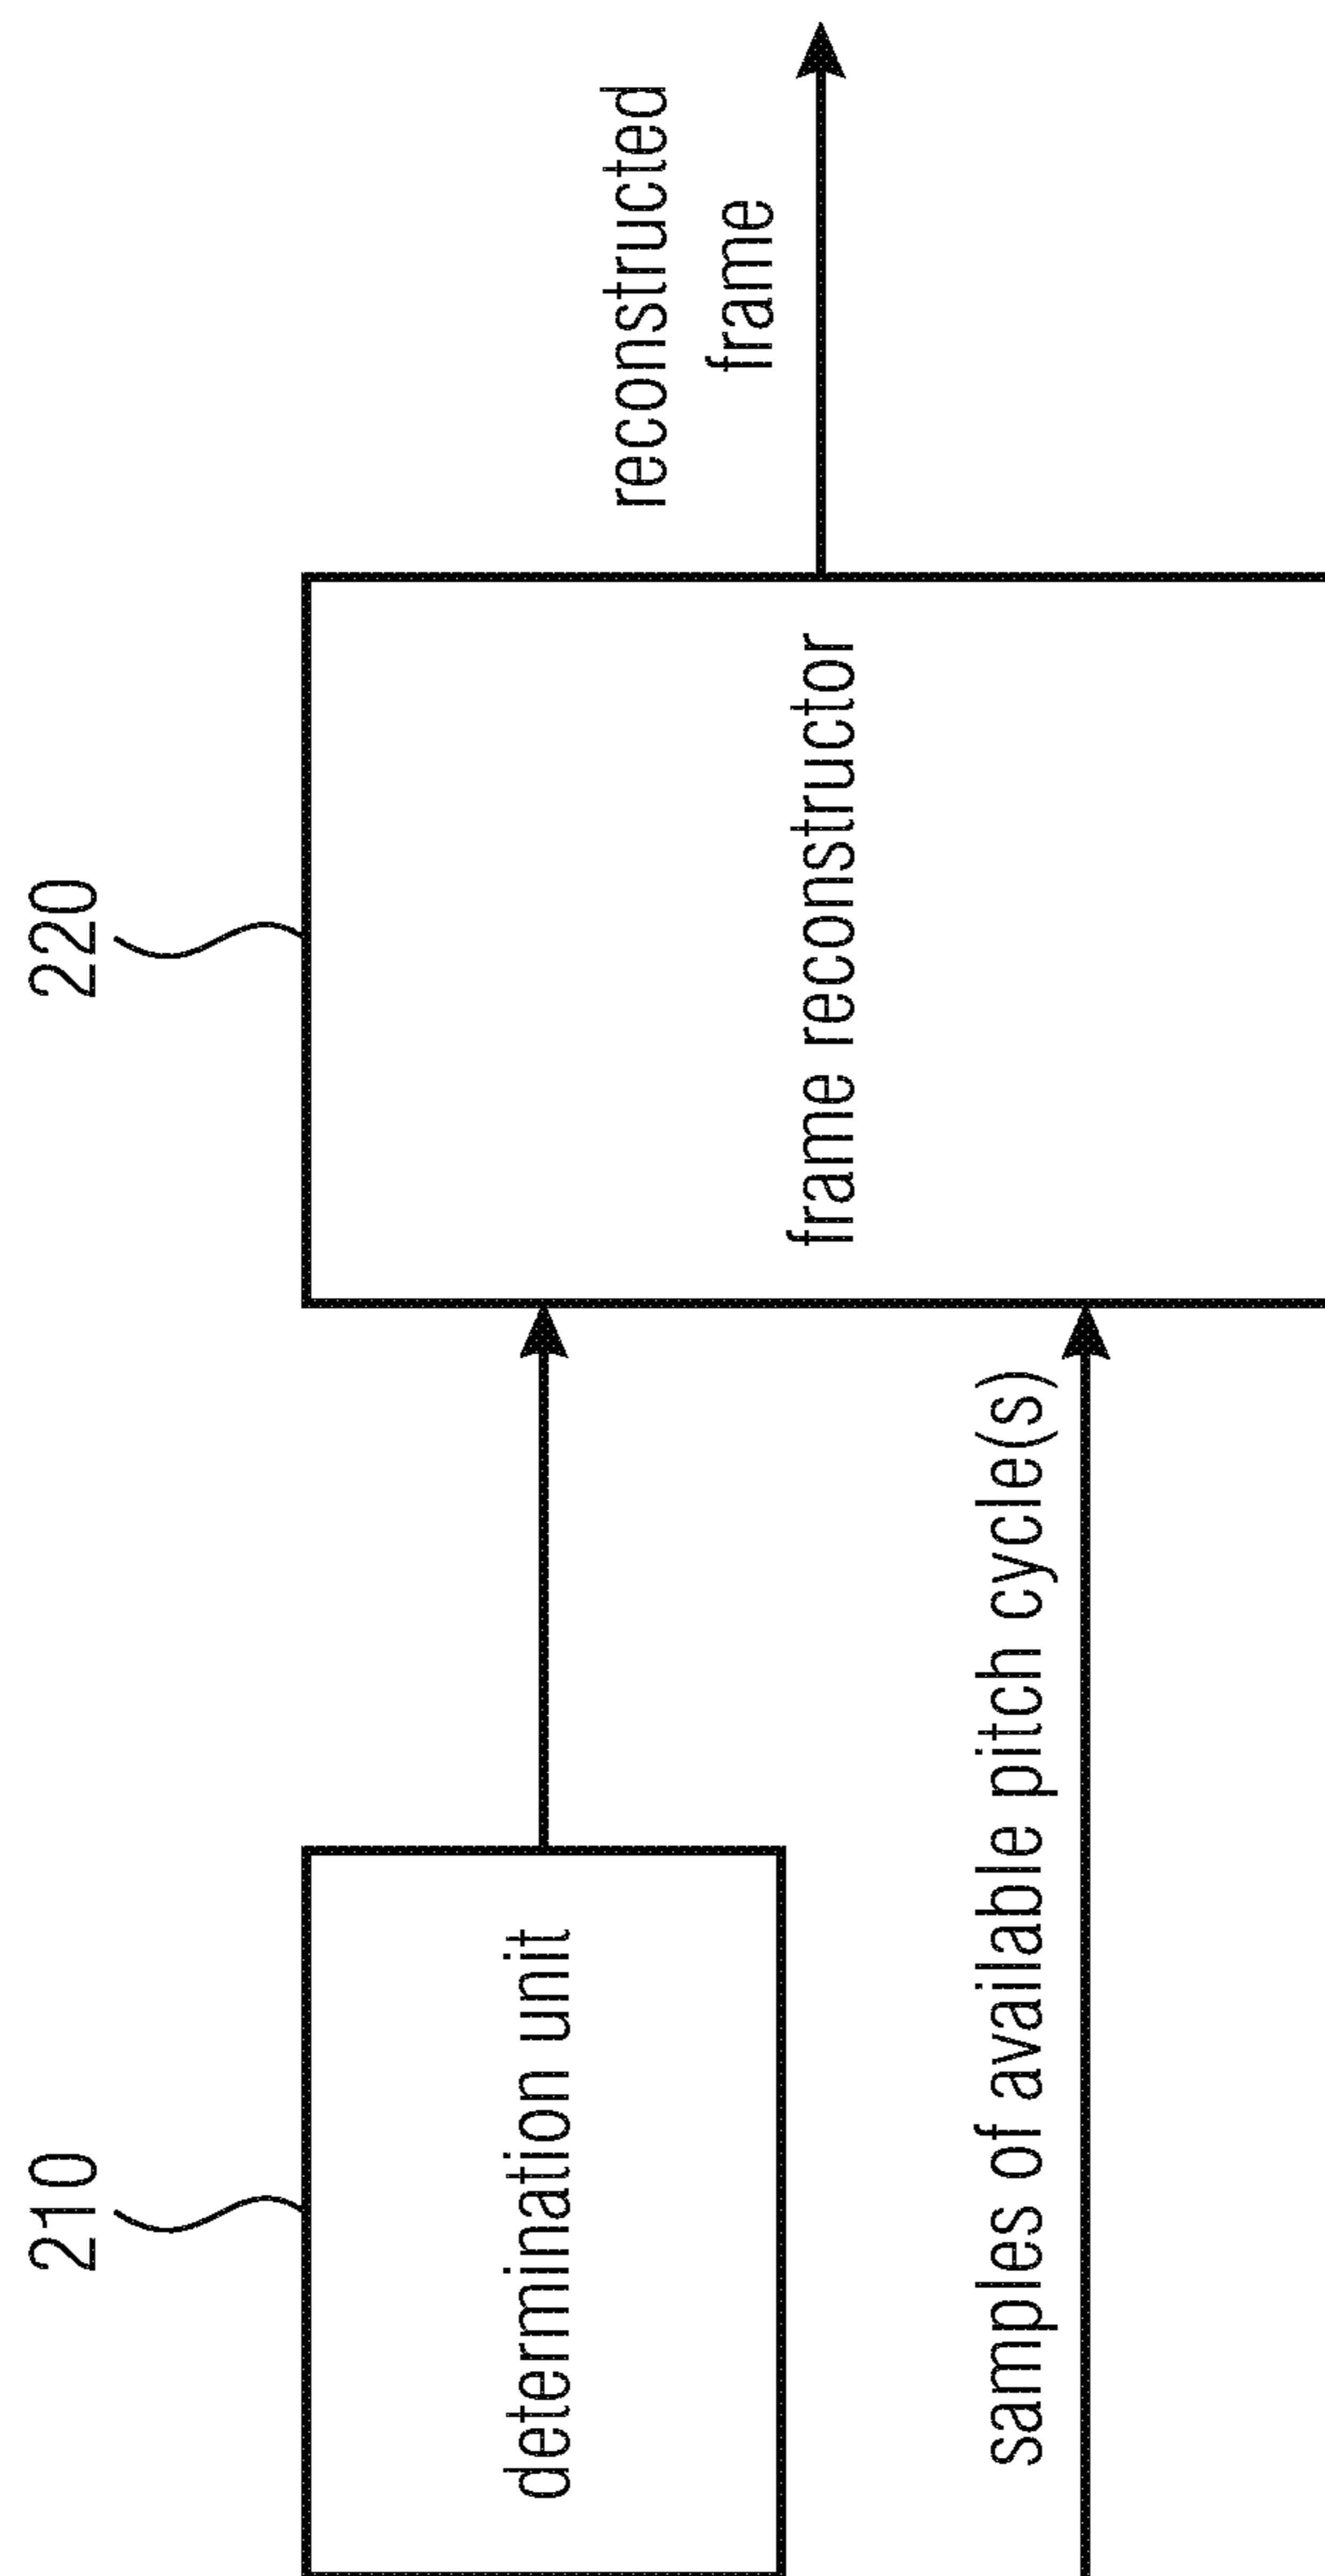 210
220
determination unit
frame reconstructor
reconstructed
frame
samples of available pitch cycle(s)